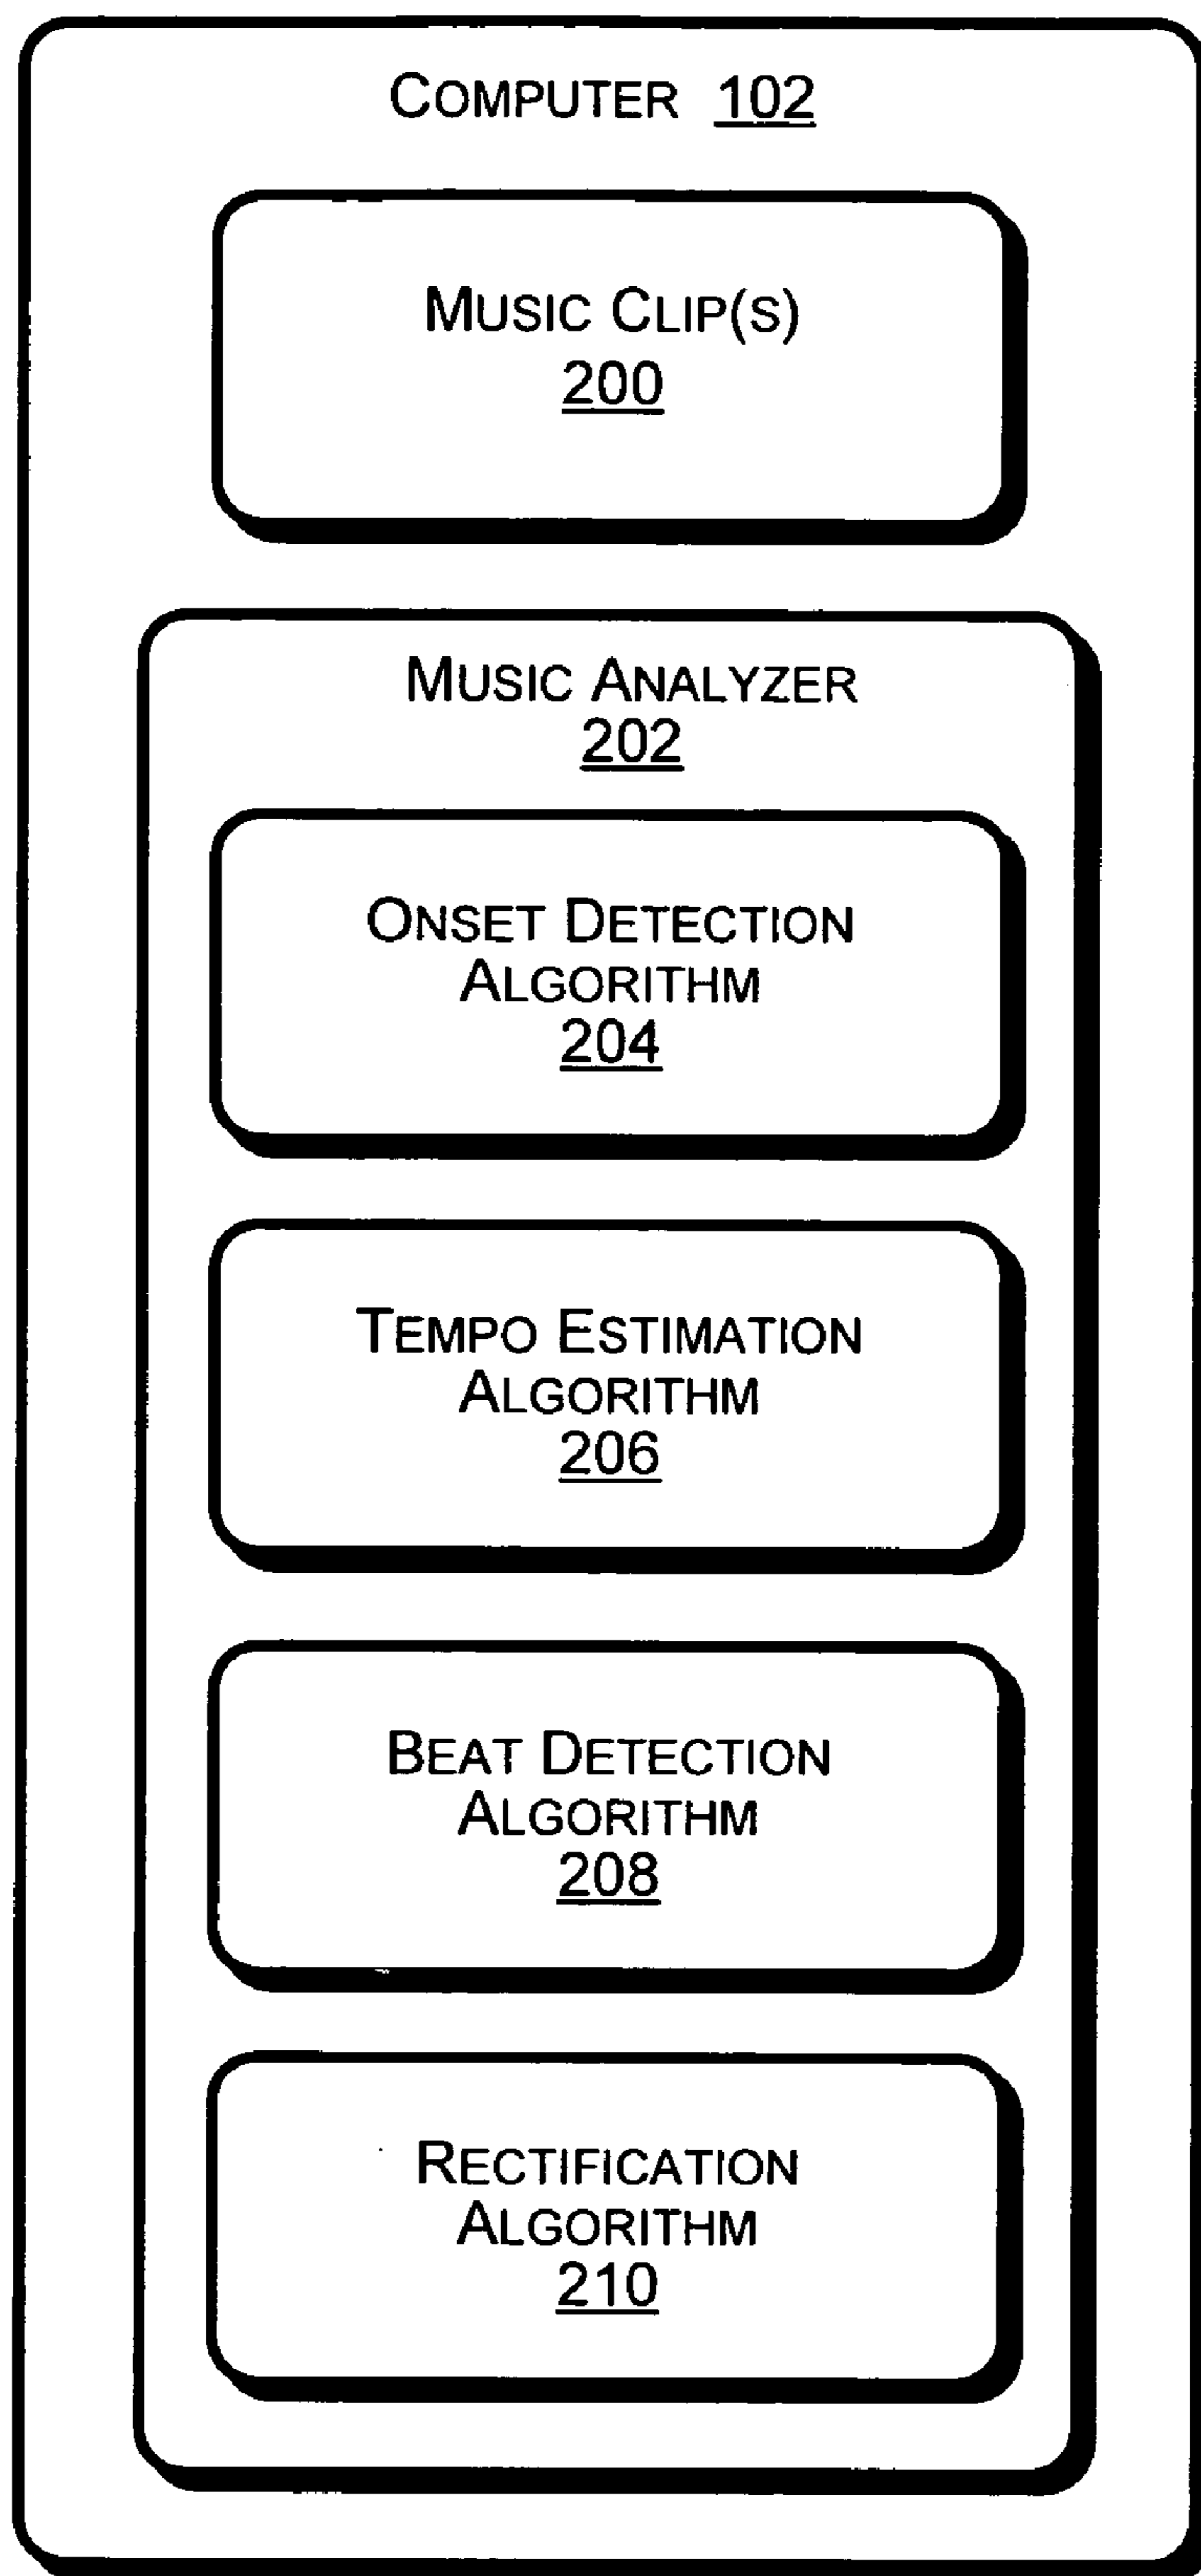 COMPUTER 102
MUSIC CLIP(S)
200
MUSIC ANALYZER
202
ONSET DETECTION
ALGORITHM
204
TEMPO ESTIMATION
ALGORITHM
206
BEAT DETECTION
ALGORITHM
208
RECTIFICATION
ALGORITHM
210